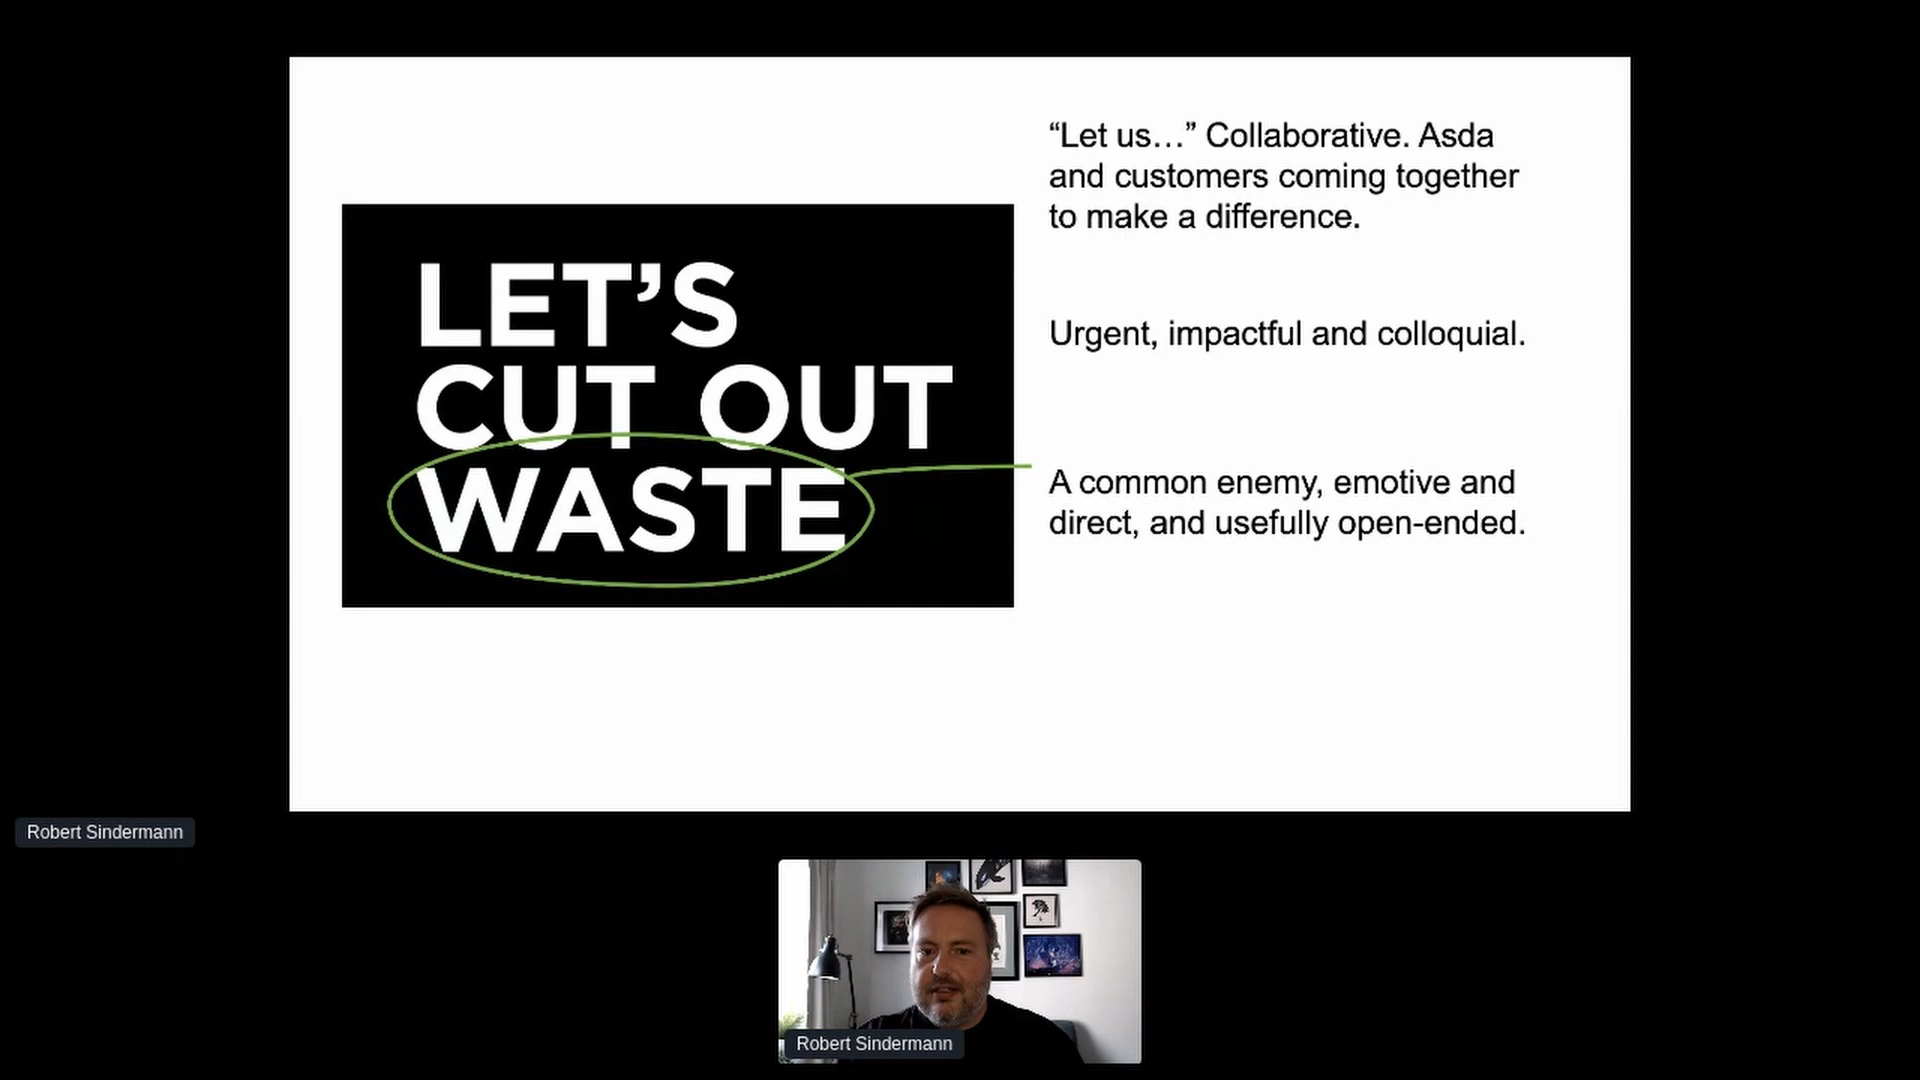 LET’S
CUT OUT
WASTE
“Let us…” Collaborative. Asda
and customers coming together
to make a difference.
Urgent, impactful and colloquial.
A common enemy, emotive and
direct, and usefully open-ended.
Robert Sindermann
Robert Sindermann